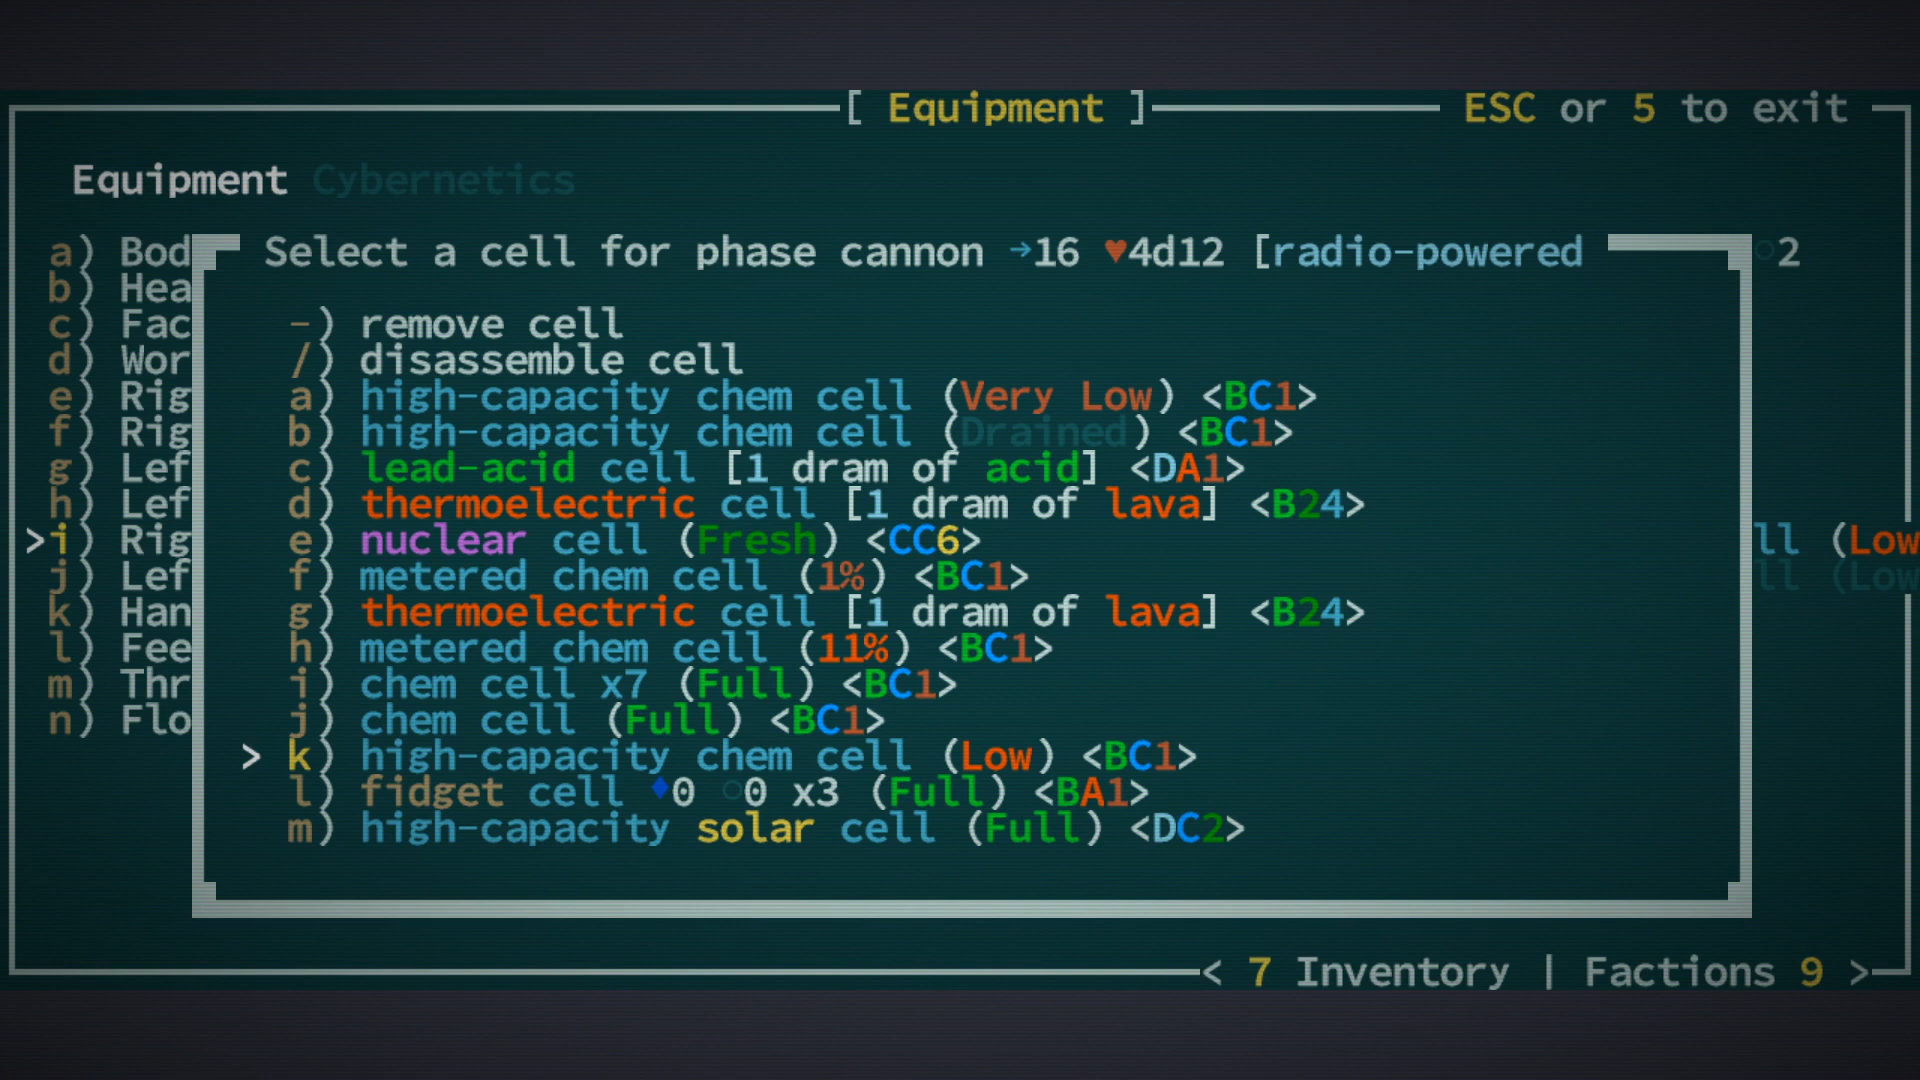 [ Equipment ] ESC or 5 to exit
Equipment Cybernetics
Select a cell for phase cannon →16 ♥4d12 [radio-powered ○2
a) Bod
b) Hea
c) Fac
d) Wor
e) Rig
f) Rig
g) Lef
h) Lef
>i) Rig
j) Lef
k) Han
l) Fee
m) Thr
n) Flo
-) remove cell
/) disassemble cell
a) high-capacity chem cell (Very Low) <BC1>
b) high-capacity chem cell (Drained) <BC1>
c) lead-acid cell [1 dram of acid] <DA1>
d) thermoelectric cell [1 dram of lava] <B24>
e) nuclear cell (Fresh) <CC6>
f) metered chem cell (1%) <BC1>
g) thermoelectric cell [1 dram of lava] <B24>
h) metered chem cell (11%) <BC1>
i) chem cell x7 (Full) <BC1>
j) chem cell (Full) <BC1>
> k) high-capacity chem cell (Low) <BC1>
l) fidget cell ♦0 ○0 x3 (Full) <BA1>
m) high-capacity solar cell (Full) <DC2>
ll (Low
ll (Low
< 7 Inventory | Factions 9 >